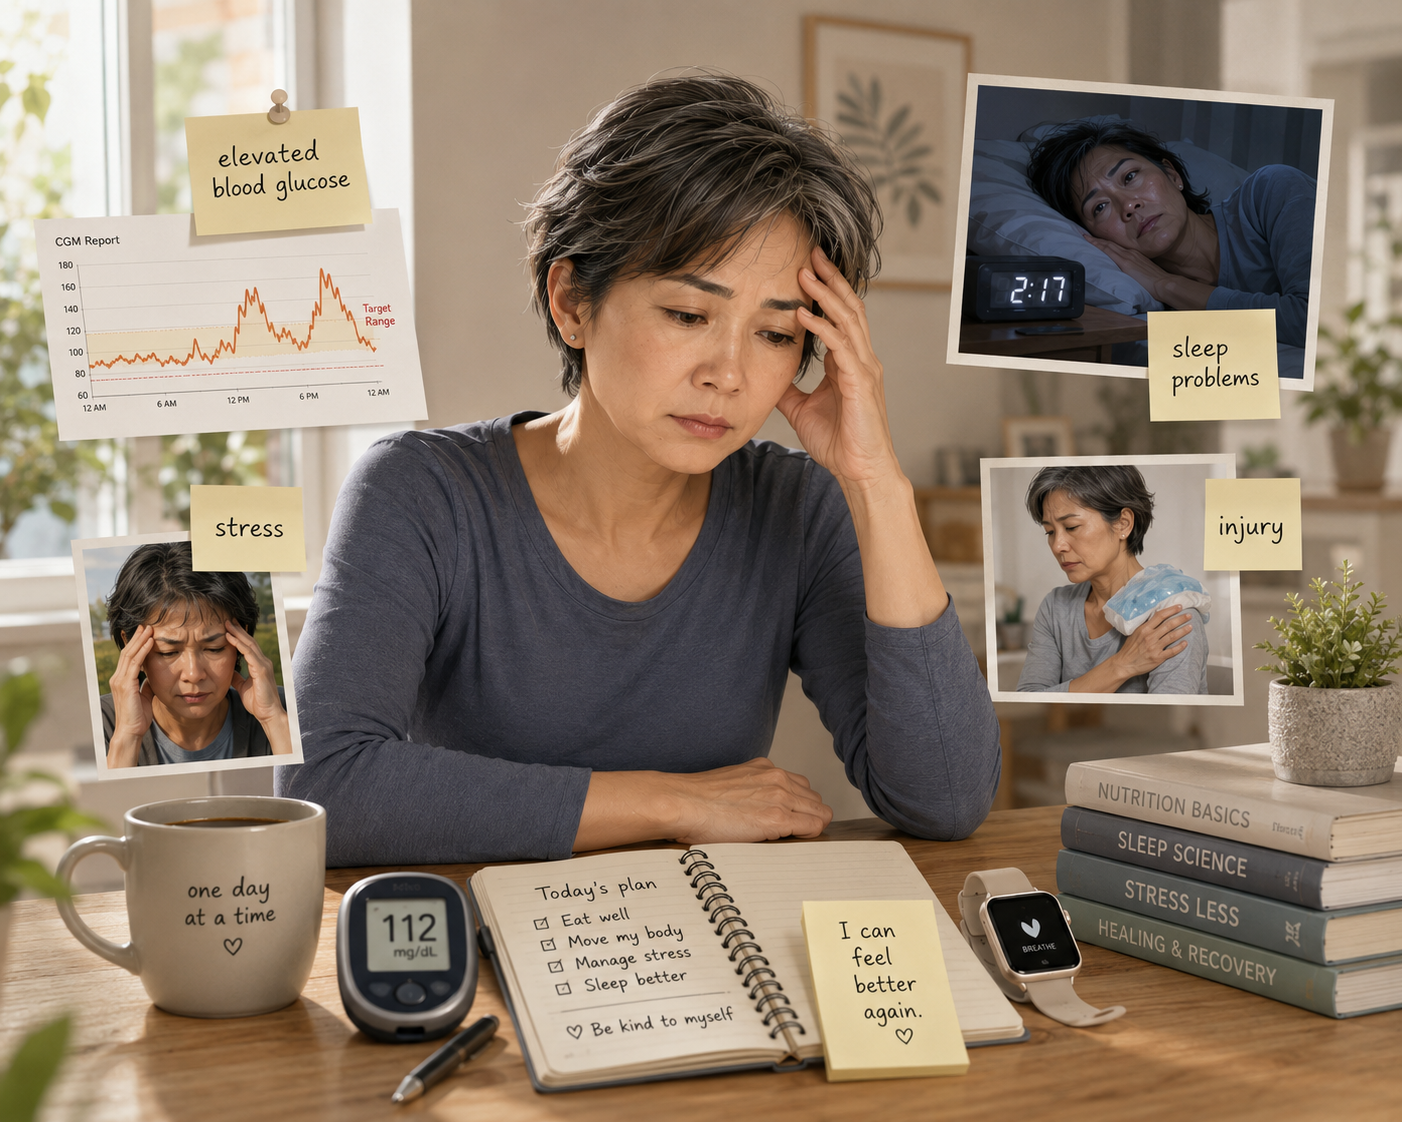 elevated
blood glucose
CGM Report
180
160
140
120
100
80
60
12 AM
6 AM
12 PM
6 PM
12 AM
Target
Range
2:17
sleep
problems
stress
injury
one day
at a time
112
mg/dL
Today's plan
Eat well
Move my body
Manage stress
Sleep better
Be kind to myself
I can
feel
better
again.
BREATHE
NUTRITION BASICS
SLEEP SCIENCE
STRESS LESS
HEALING & RECOVERY